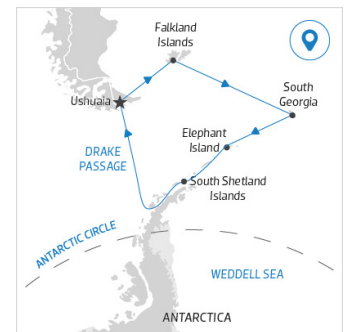 Falkland
Islands
Ushuaia
South
Georgia
Elephant
Island
DRAKE
PASSAGE
South Shetland
Islands
ANTARCTIC CIRCLE
WEDDELL SEA
ANTARCTICA